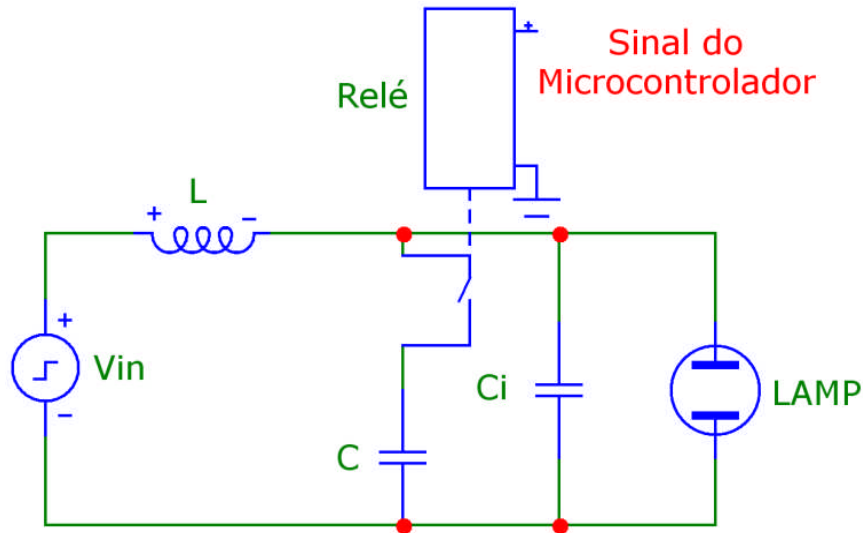 Sinal do
Microcontrolador
Relé
+
L
+ -
+
Vin
-
Ci
LAMP
C